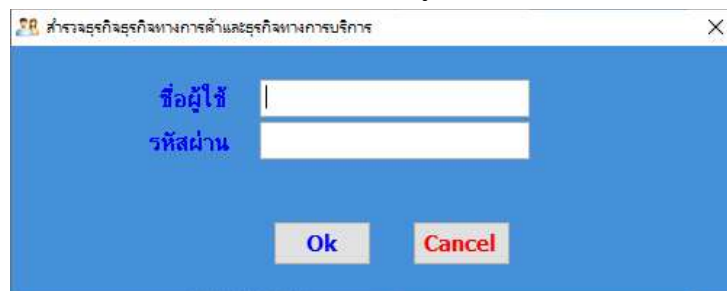 สำรวจธุรกิจธุรกิจทางการค้าและธุรกิจทางการบริการ
ชื่อผู้ใช้
รหัสผ่าน
Ok Cancel